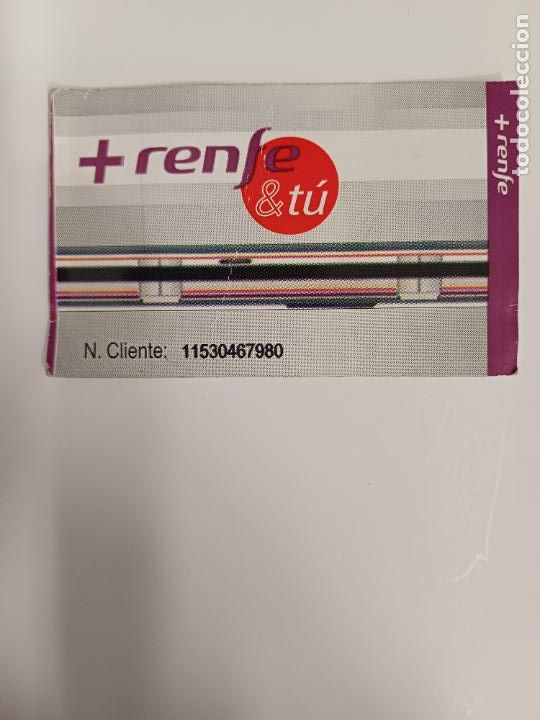 + renfe
& tú
N. Cliente: 11530467980
+ renfe
todocoleccion